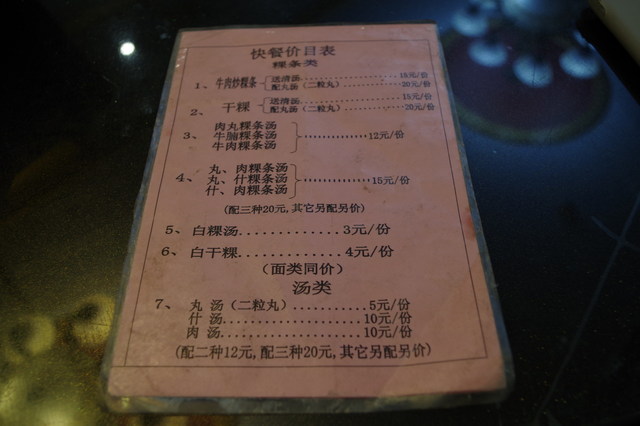 快餐价目表
粿条类
1、牛肉炒粿条 送清汤....................15元/份
配丸汤（二粒丸）............20元/份
2、干粿 送清汤....................15元/份
配丸汤（二粒丸）............20元/份
肉丸粿条汤
3、牛腩粿条汤...............12元/份
牛肉粿条汤
丸、肉粿条汤
4、丸、什粿条汤...............15元/份
什、肉粿条汤
(配三种20元,其它另配另价)
5、白粿汤.............3元/份
6、白干粿.............4元/份
（面类同价）
汤类
7、丸 汤（二粒丸）...........5元/份
什 汤....................10元/份
肉 汤....................10元/份
(配二种12元,配三种20元,其它另配另价)